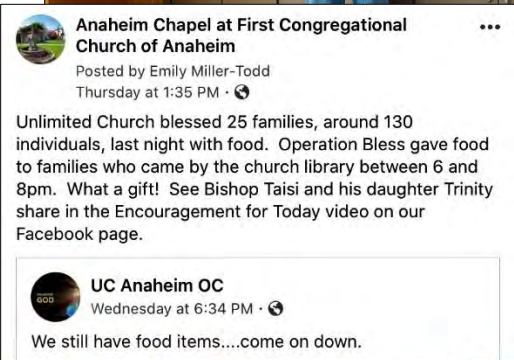 Anaheim Chapel at First Congregational
Church of Anaheim
Posted by Emily Miller-Todd
Thursday at 1:35 PM ·
Unlimited Church blessed 25 families, around 130
individuals, last night with food. Operation Bless gave food
to families who came by the church library between 6 and
8pm. What a gift! See Bishop Taisi and his daughter Trinity
share in the Encouragement for Today video on our
Facebook page.
GOD
UC Anaheim OC
Wednesday at 6:34 PM ·
We still have food items....come on down.